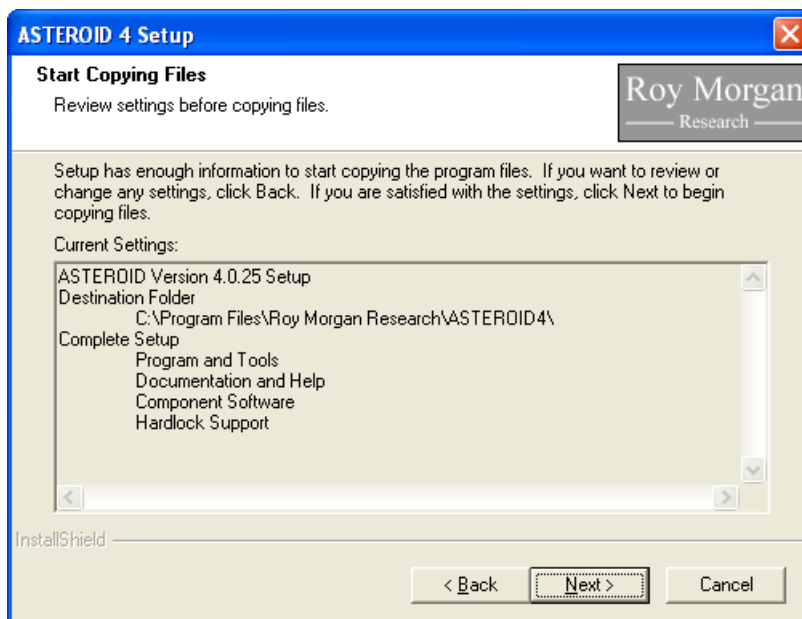 ASTEROID 4 Setup
Start Copying Files
Review settings before copying files.
Roy Morgan
Research
Setup has enough information to start copying the program files.  If you want to review or
change any settings, click Back.  If you are satisfied with the settings, click Next to begin
copying files.
Current Settings:
ASTEROID Version 4.0.25 Setup
Destination Folder
C:\Program Files\Roy Morgan Research\ASTEROID4\
Complete Setup
Program and Tools
Documentation and Help
Component Software
Hardlock Support
InstallShield
< Back
Next >
Cancel